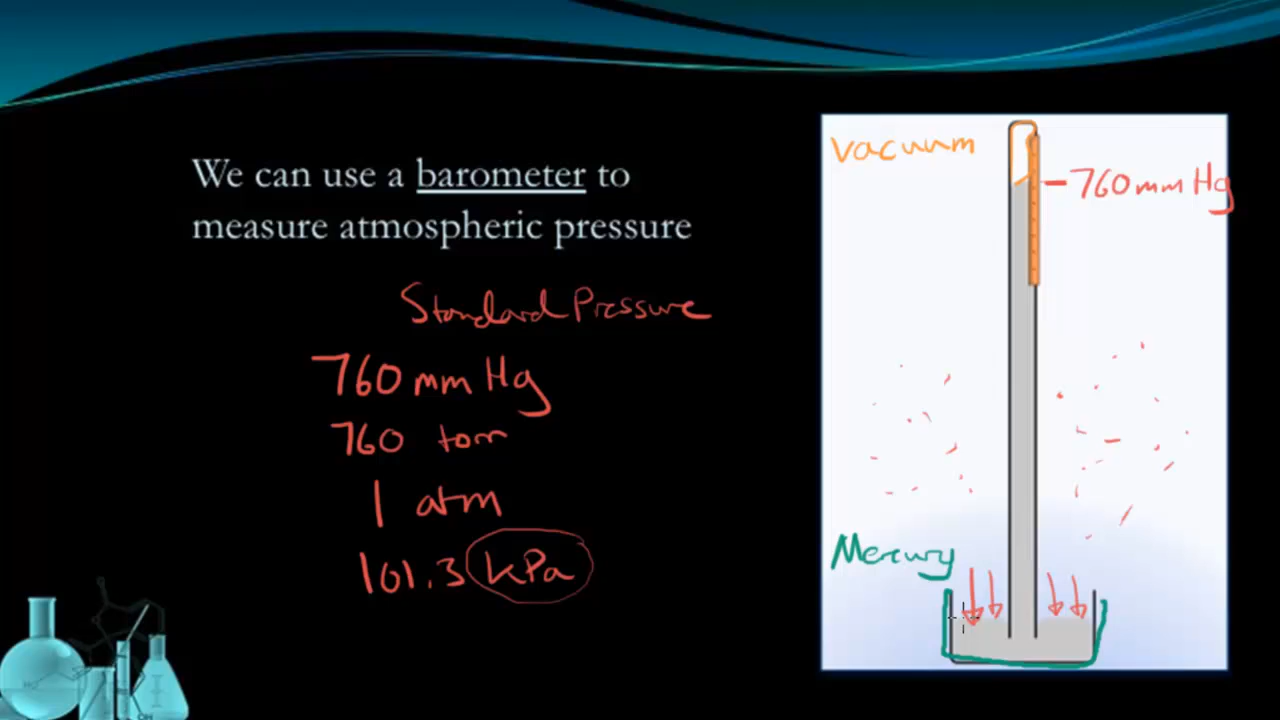 We can use a barometer to
measure atmospheric pressure
Standard Pressure
760 mm Hg
760 torr
1 atm
101.3 kPa
vacuum
760 mm Hg
Mercury